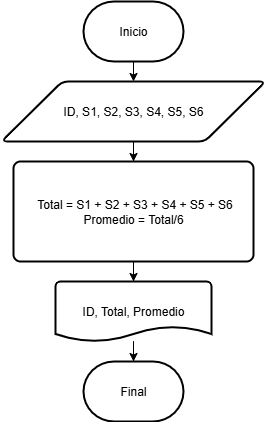 Inicio
ID, S1, S2, S3, S4, S5, S6
Total = S1 + S2 + S3 + S4 + S5 + S6
Promedio = Total/6
ID, Total, Promedio
Final